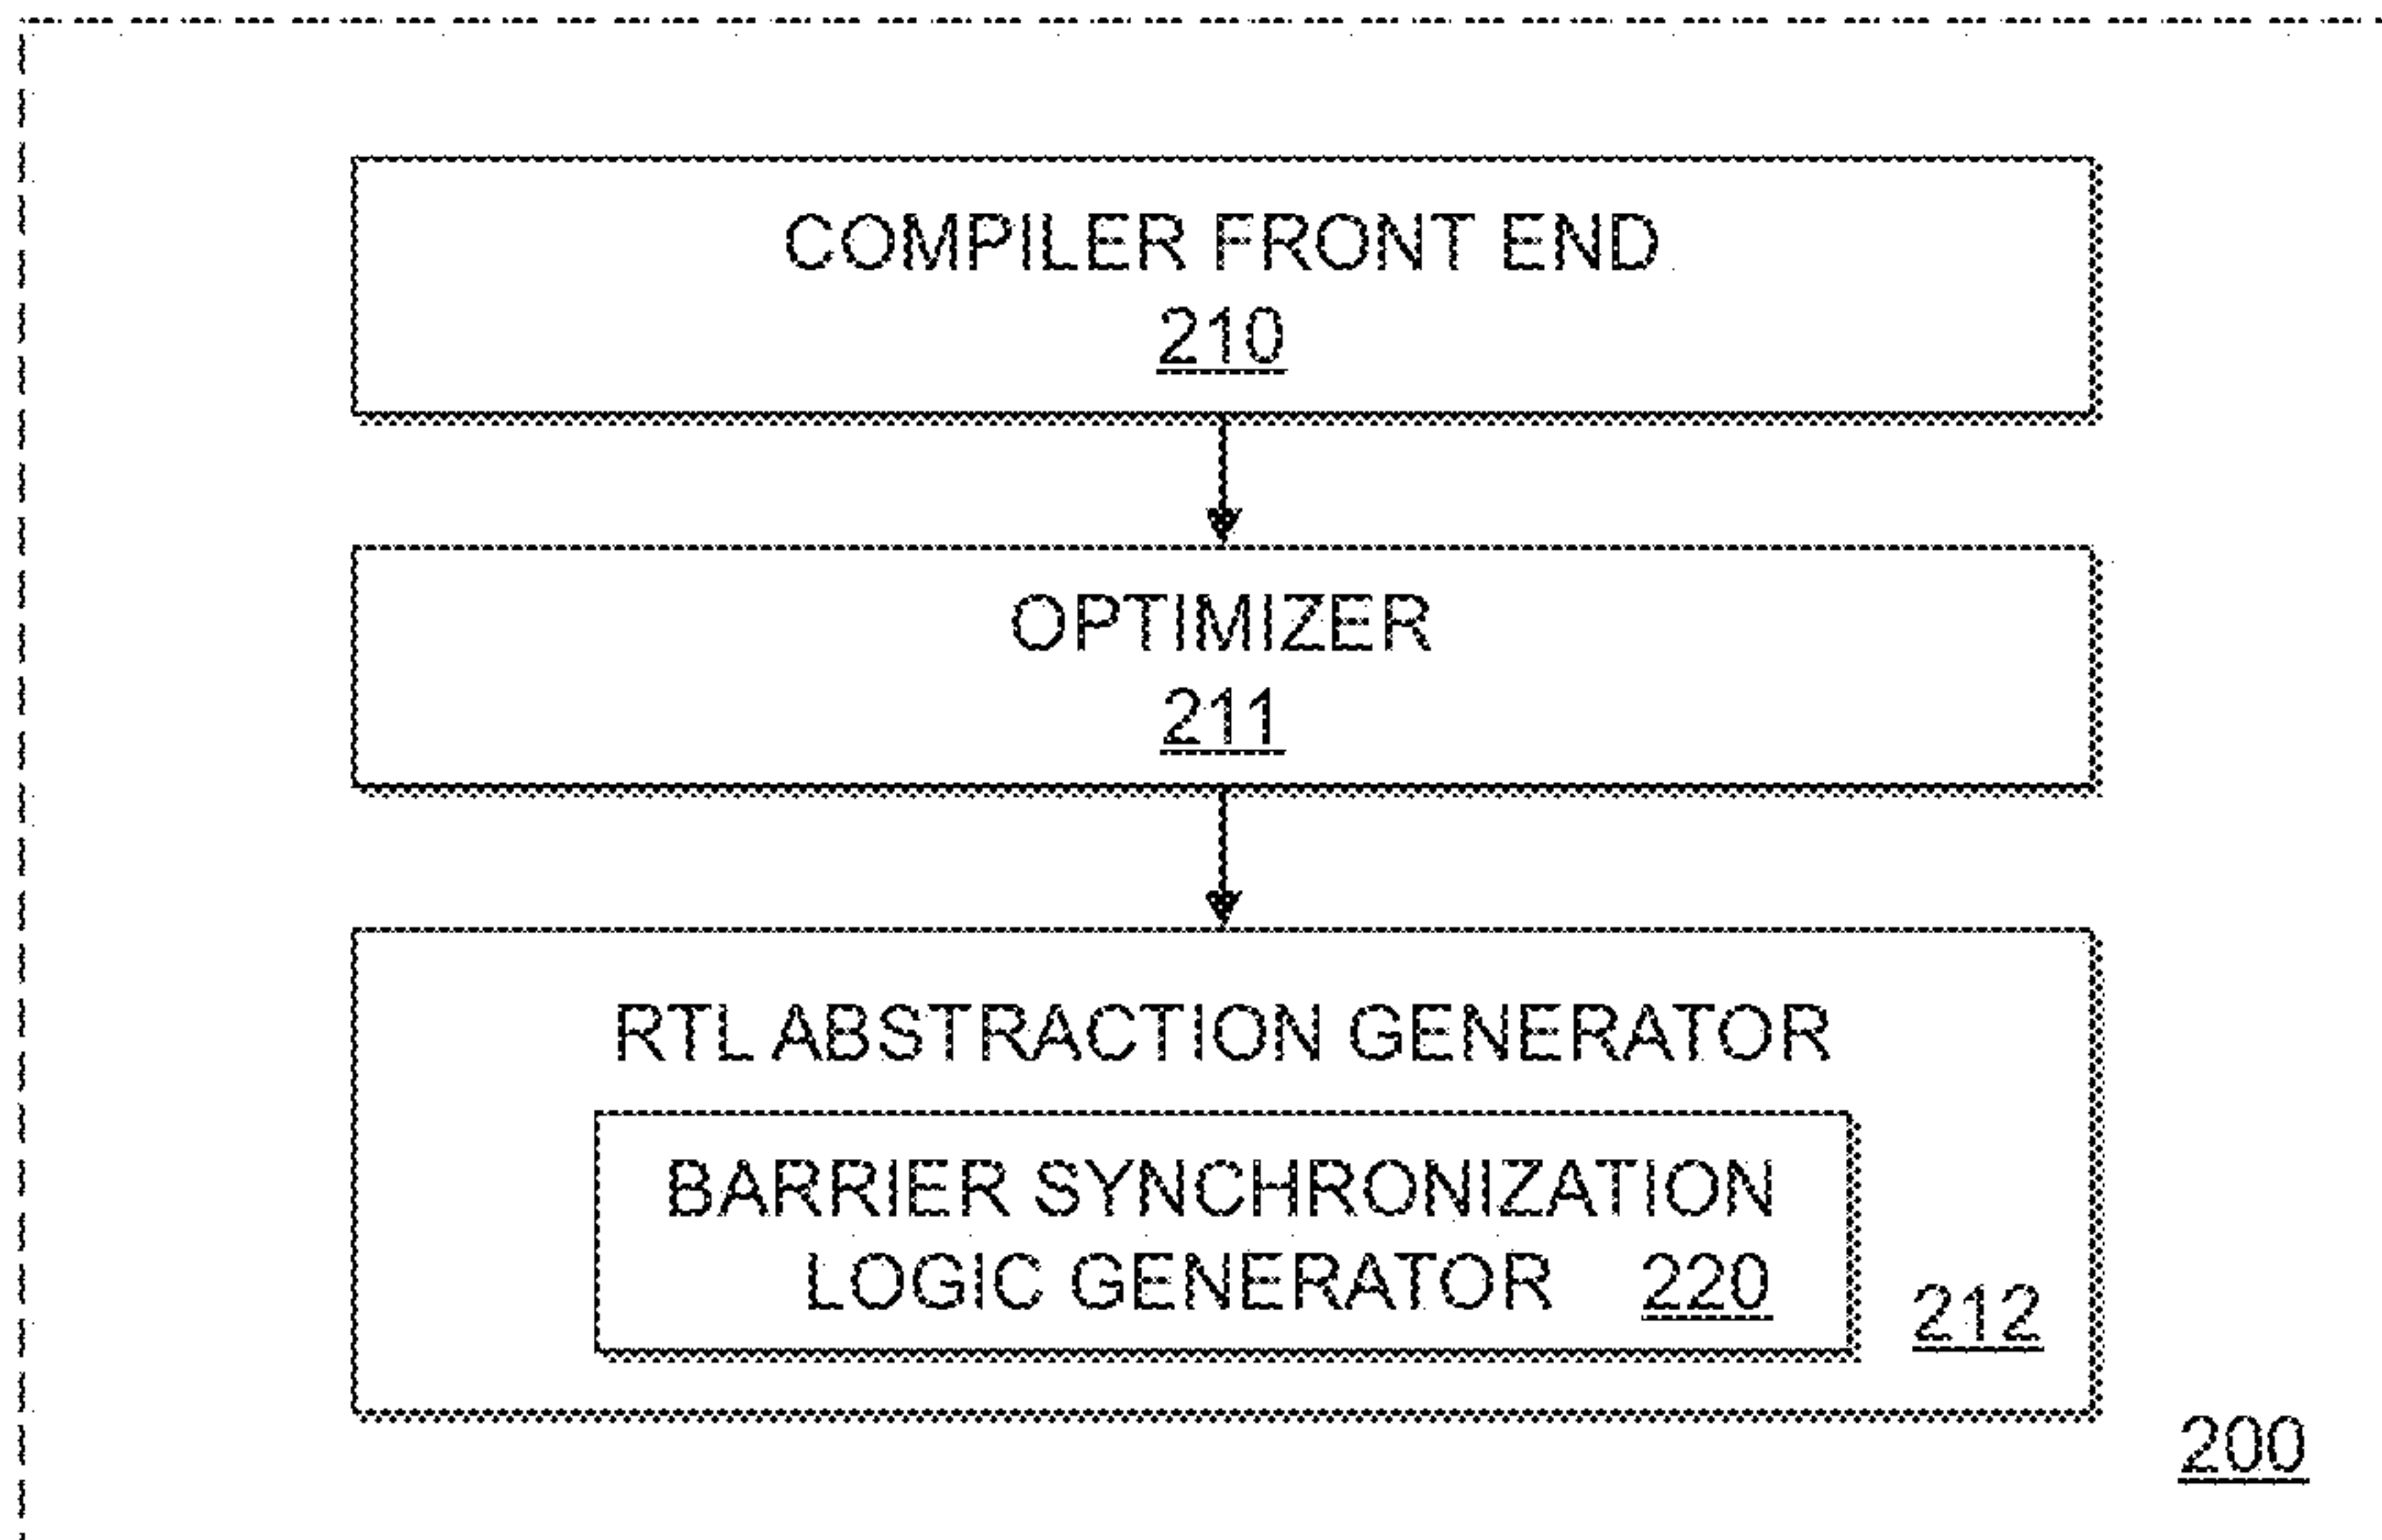 COMPILER FRONT END
210
OPTIMIZER
211
RTL ABSTRACTION GENERATOR
BARRIER SYNCHRONIZATION
LOGIC GENERATOR 220
212
200